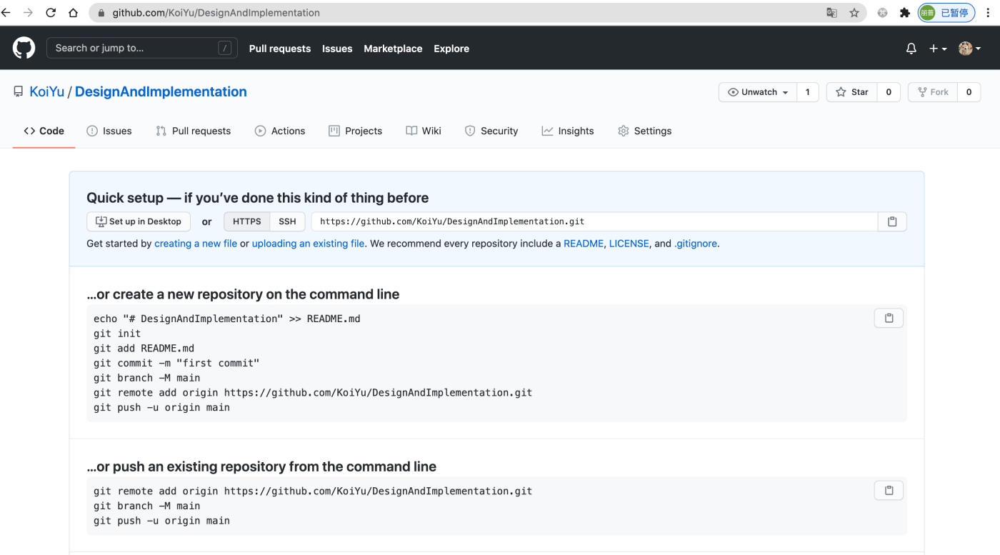 github.com/KoiYu/DesignAndImplementation
已暂停
Search or jump to...
/
Pull requests
Issues
Marketplace
Explore
KoiYu / DesignAndImplementation
Unwatch
1
Star
0
Fork
0
Code
Issues
Pull requests
Actions
Projects
Wiki
Security
Insights
Settings
Quick setup — if you’ve done this kind of thing before
Set up in Desktop
or
HTTPS
SSH
https://github.com/KoiYu/DesignAndImplementation.git
Get started by creating a new file or uploading an existing file. We recommend every repository include a README, LICENSE, and .gitignore.
…or create a new repository on the command line
echo "# DesignAndImplementation" >> README.md
git init
git add README.md
git commit -m "first commit"
git branch -M main
git remote add origin https://github.com/KoiYu/DesignAndImplementation.git
git push -u origin main
…or push an existing repository from the command line
git remote add origin https://github.com/KoiYu/DesignAndImplementation.git
git branch -M main
git push -u origin main